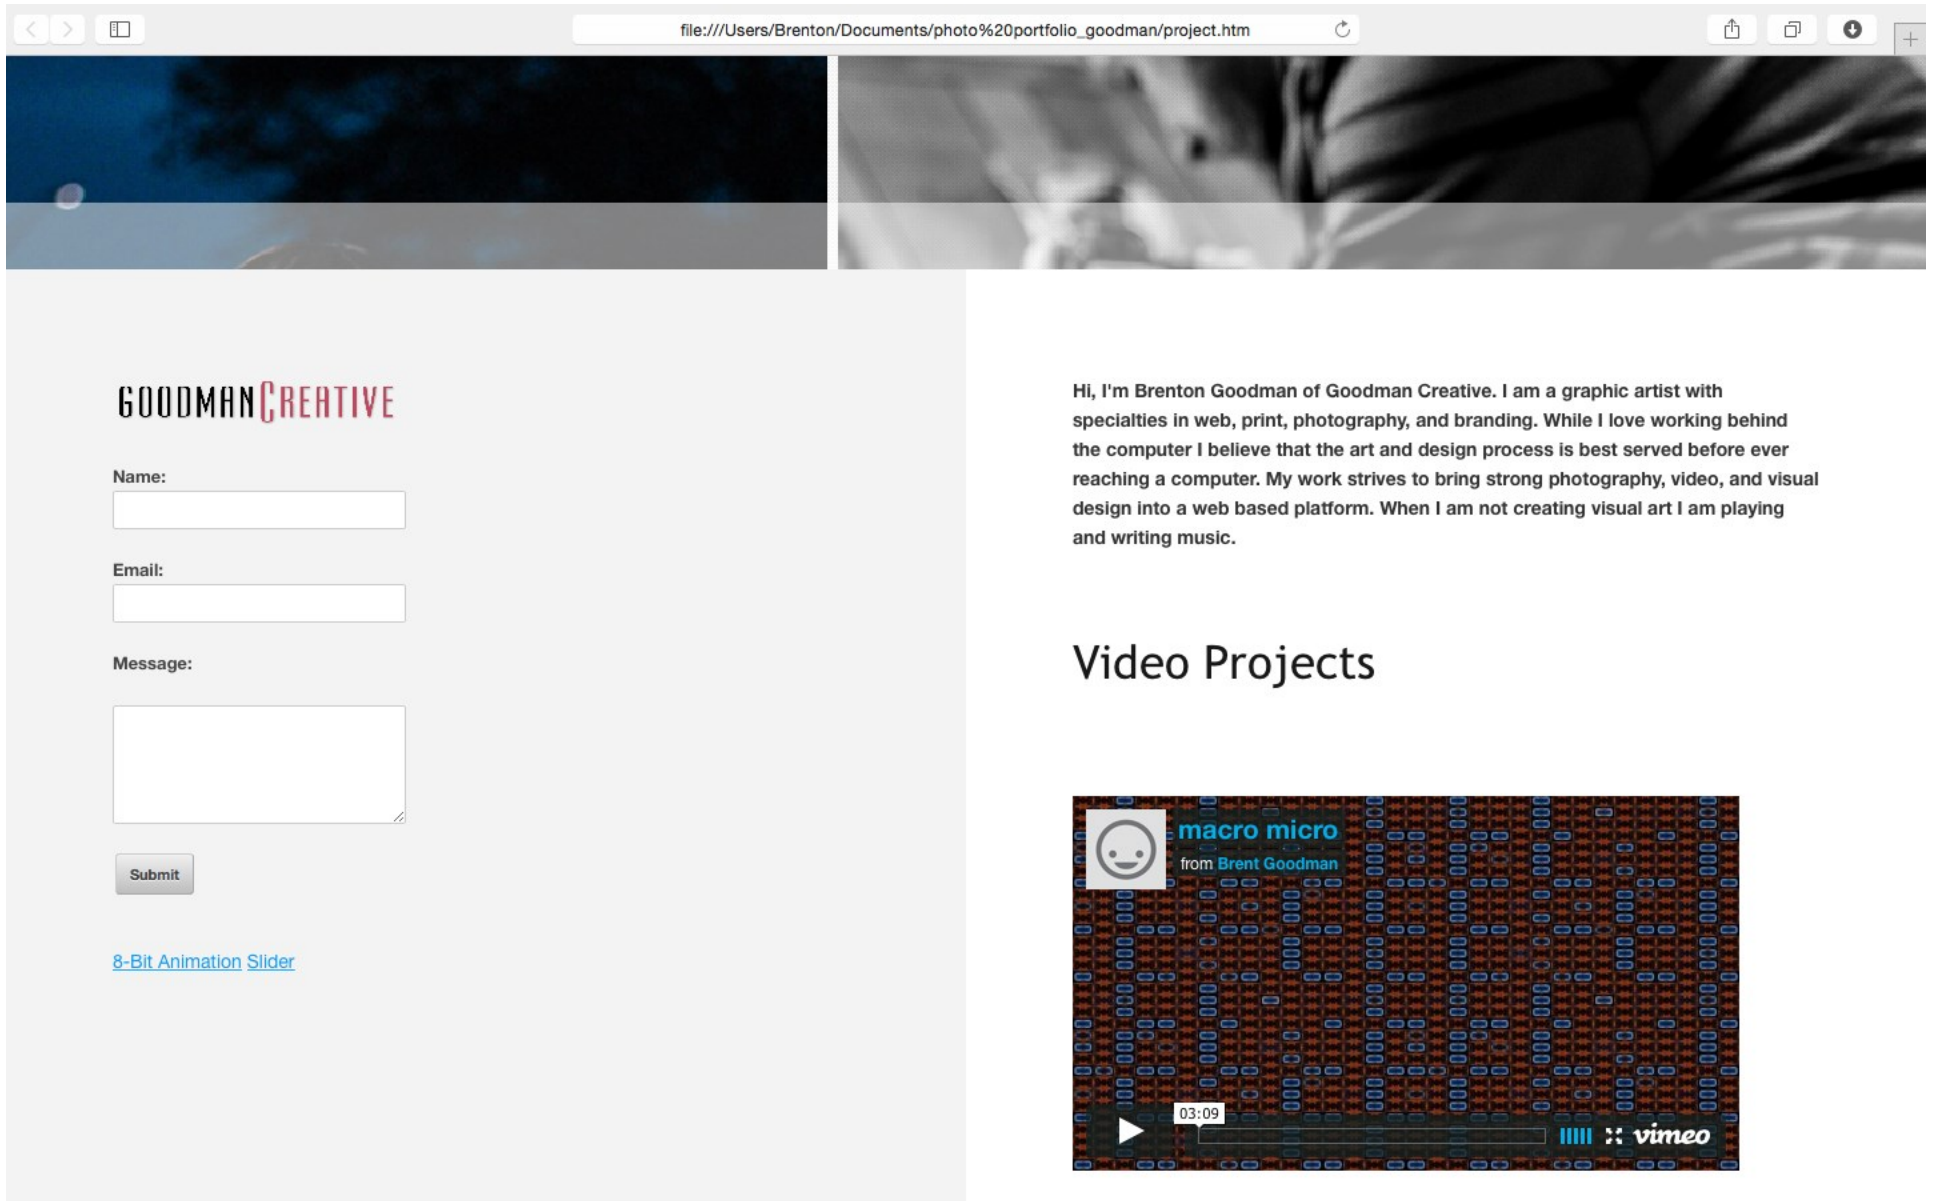 file:///Users/Brenton/Documents/photo%20portfolio_goodman/project.htm
GOODMANCREATIVE
Name:
Email:
Message:
Submit
8-Bit Animation Slider
Hi, I'm Brenton Goodman of Goodman Creative. I am a graphic artist with
specialties in web, print, photography, and branding. While I love working behind
the computer I believe that the art and design process is best served before ever
reaching a computer. My work strives to bring strong photography, video, and visual
design into a web based platform. When I am not creating visual art I am playing
and writing music.
Video Projects
macro micro
from Brent Goodman
03:09
vimeo